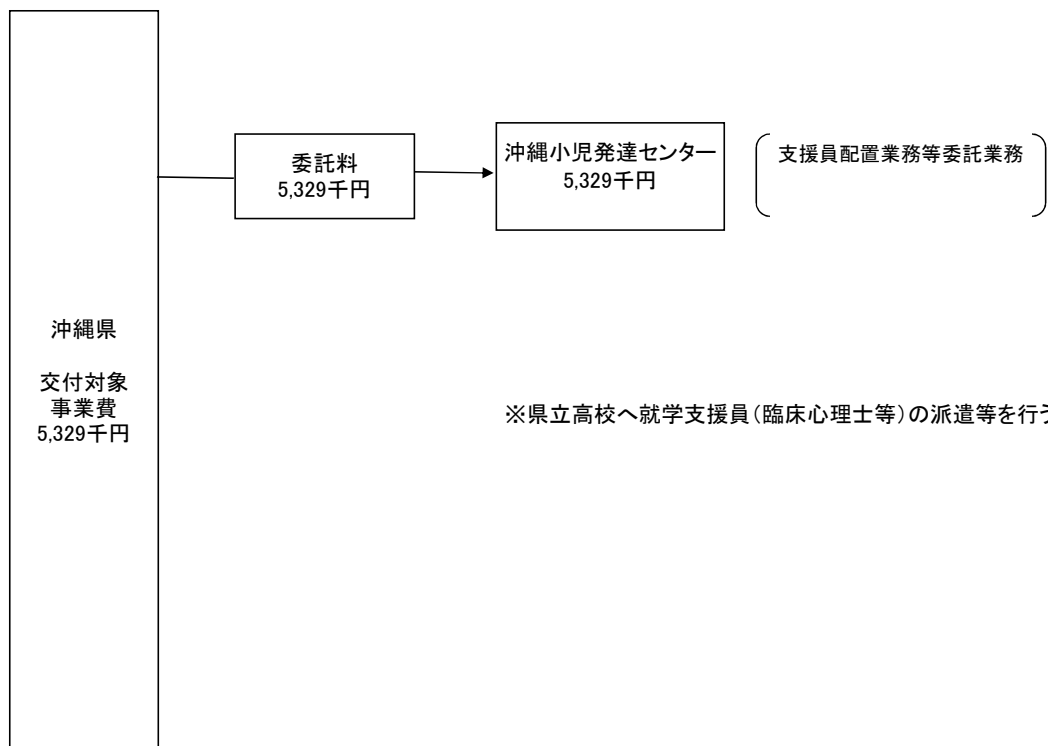 委託料
5,329千円
沖縄小児発達センター
5,329千円
支援員配置業務等委託業務
沖縄県
交付対象
事業費
5,329千円
※県立高校へ就学支援員(臨床心理士等)の派遣等を行う